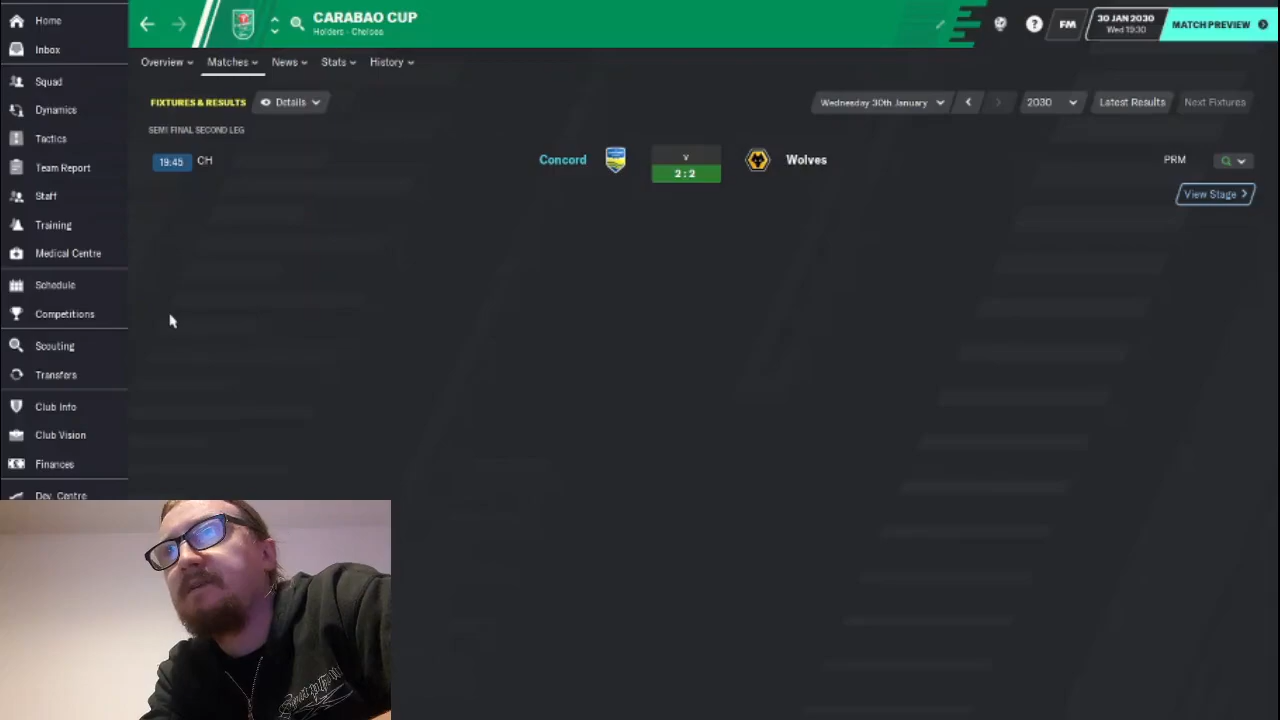 Home
Inbox
Squad
Dynamics
Tactics
Team Report
Staff
Training
Medical Centre
Schedule
Competitions
Scouting
Transfers
Club Info
Club Vision
Finances
Dev. Centre
CARABAO CUP
Holders - Chelsea
? FM 30 JAN 2030
Wed 19:30
MATCH PREVIEW
Overview Matches News Stats History
FIXTURES & RESULTS Details Wednesday 30th January 2030 Latest Results Next Fixtures
SEMI FINAL SECOND LEG
19:45 CH Concord v Wolves PRM
2 : 2
View Stage